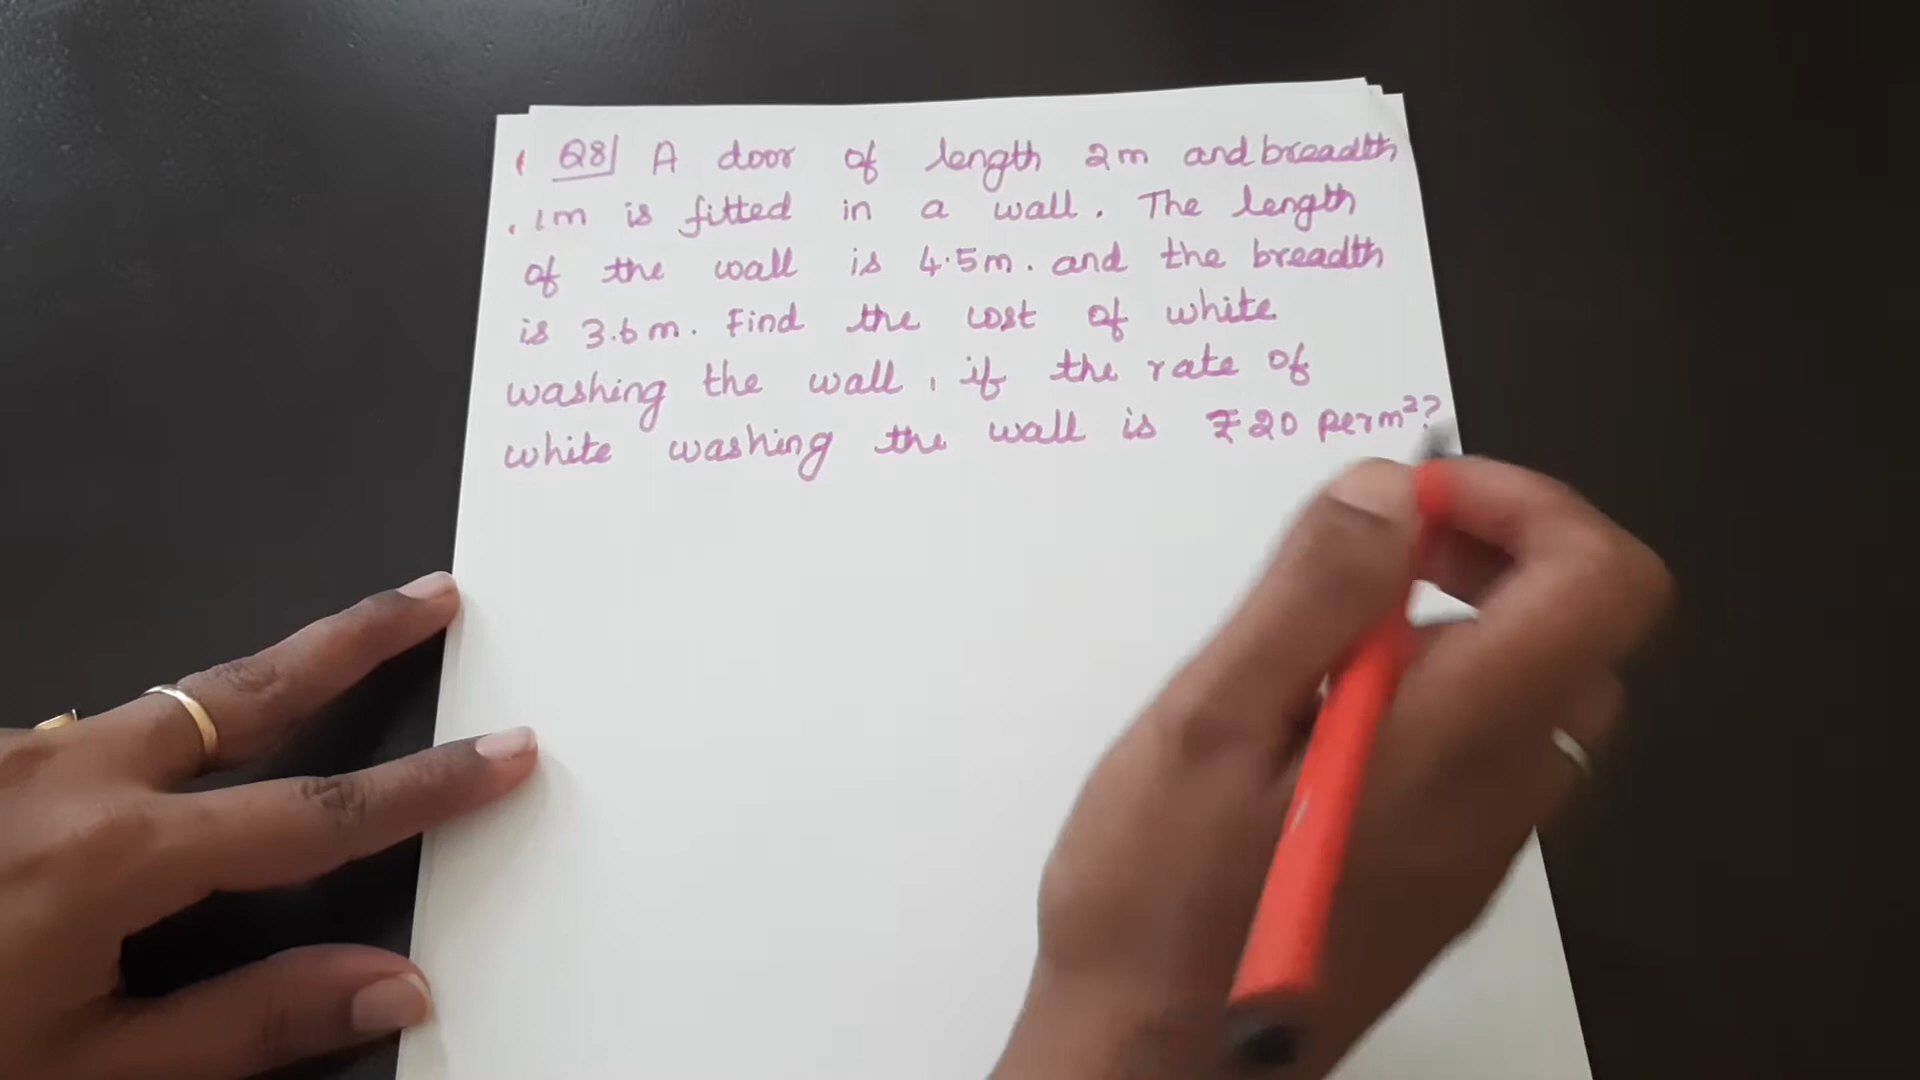 Q8 A door of length 2m and breadth
1m is fitted in a wall. The length
of the wall is 4.5m. and the breadth
is 3.6m. Find the cost of white
washing the wall, if the rate of
white washing the wall is ₹20 per m²?